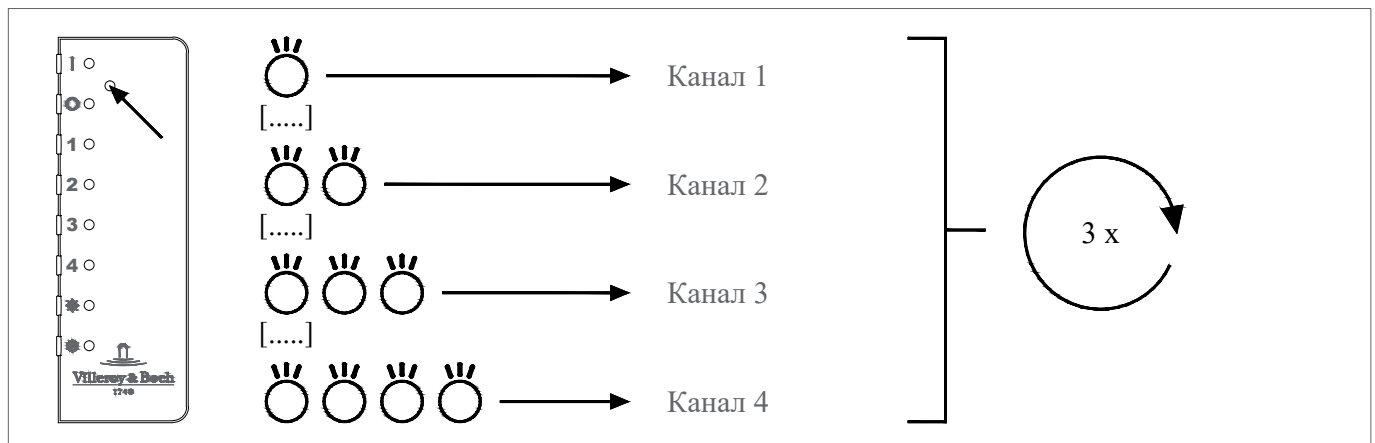 I
1
2
3
4
Villeroy & Boch
1748
[.....]
[.....]
[.....]
Канал 1
Канал 2
Канал 3
Канал 4
3 x